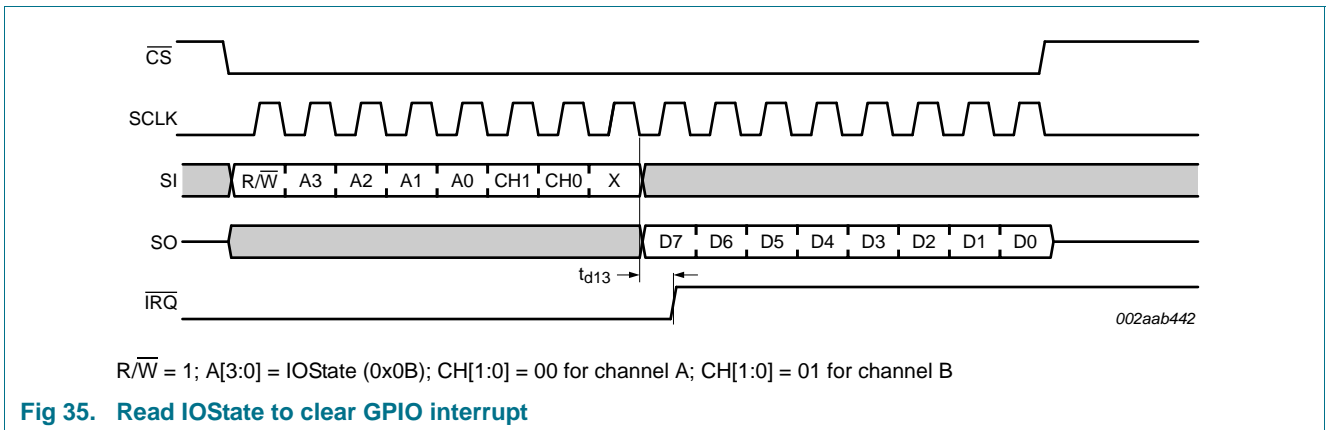 CS
SCLK
SI R/W A3 A2 A1 A0 CH1 CH0 X
SO D7 D6 D5 D4 D3 D2 D1 D0
td13
IRQ
002aab442
R/W = 1; A[3:0] = IOState (0x0B); CH[1:0] = 00 for channel A; CH[1:0] = 01 for channel B
Fig 35. Read IOState to clear GPIO interrupt